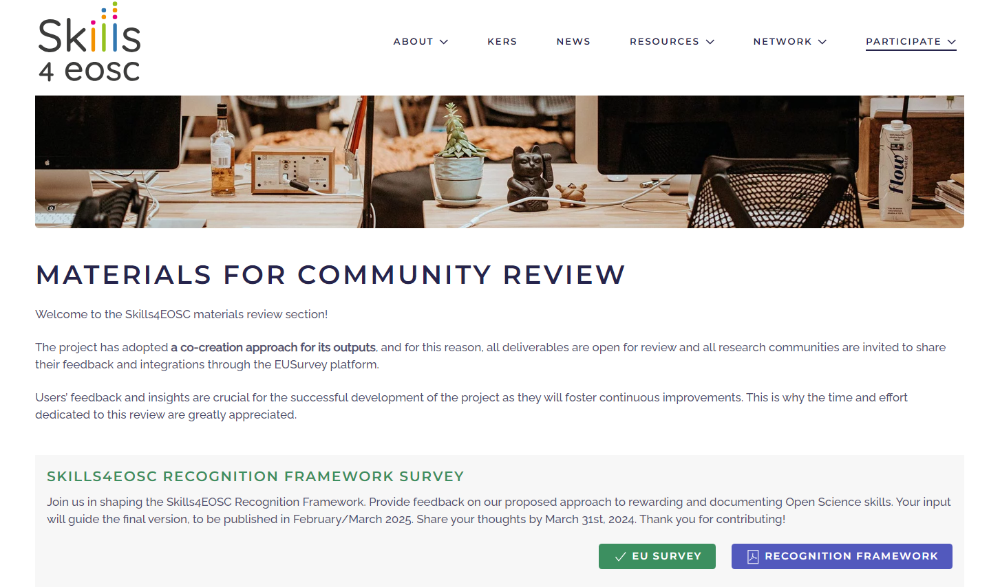 Skills
4 eosc
ABOUT KERS NEWS RESOURCES NETWORK PARTICIPATE
flow
water
MATERIALS FOR COMMUNITY REVIEW
Welcome to the Skills4EOSC materials review section!
The project has adopted a co-creation approach for its outputs, and for this reason, all deliverables are open for review and all research communities are invited to share
their feedback and integrations through the EUSurvey platform.
Users’ feedback and insights are crucial for the successful development of the project as they will foster continuous improvements. This is why the time and effort
dedicated to this review are greatly appreciated.
SKILLS4EOSC RECOGNITION FRAMEWORK SURVEY
Join us in shaping the Skills4EOSC Recognition Framework. Provide feedback on our proposed approach to rewarding and documenting Open Science skills. Your input
will guide the final version, to be published in February/March 2025. Share your thoughts by March 31st, 2024. Thank you for contributing!
EU SURVEY RECOGNITION FRAMEWORK